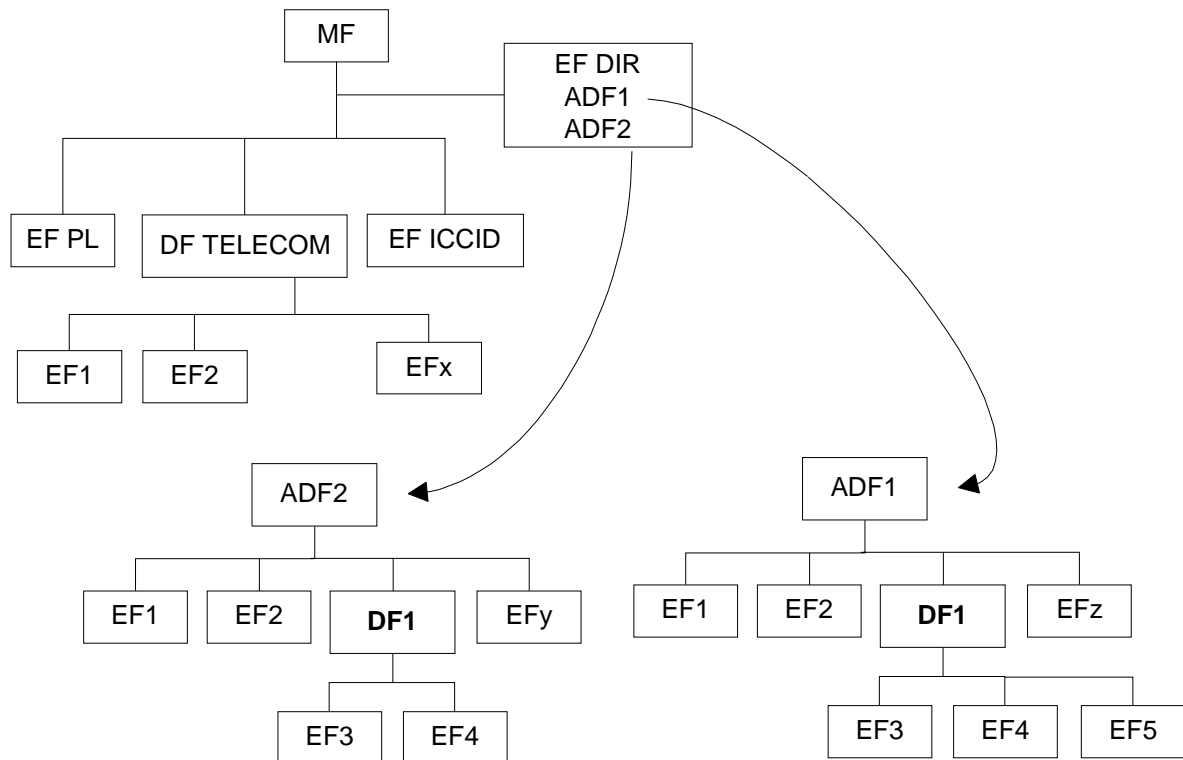 MF
EF DIR
ADF1
ADF2
EF PL
DF TELECOM
EF ICCID
EF1
EF2
EFx
ADF2
ADF1
EF1
EF2
DF1
EFy
EF1
EF2
DF1
EFz
EF3
EF4
EF3
EF4
EF5